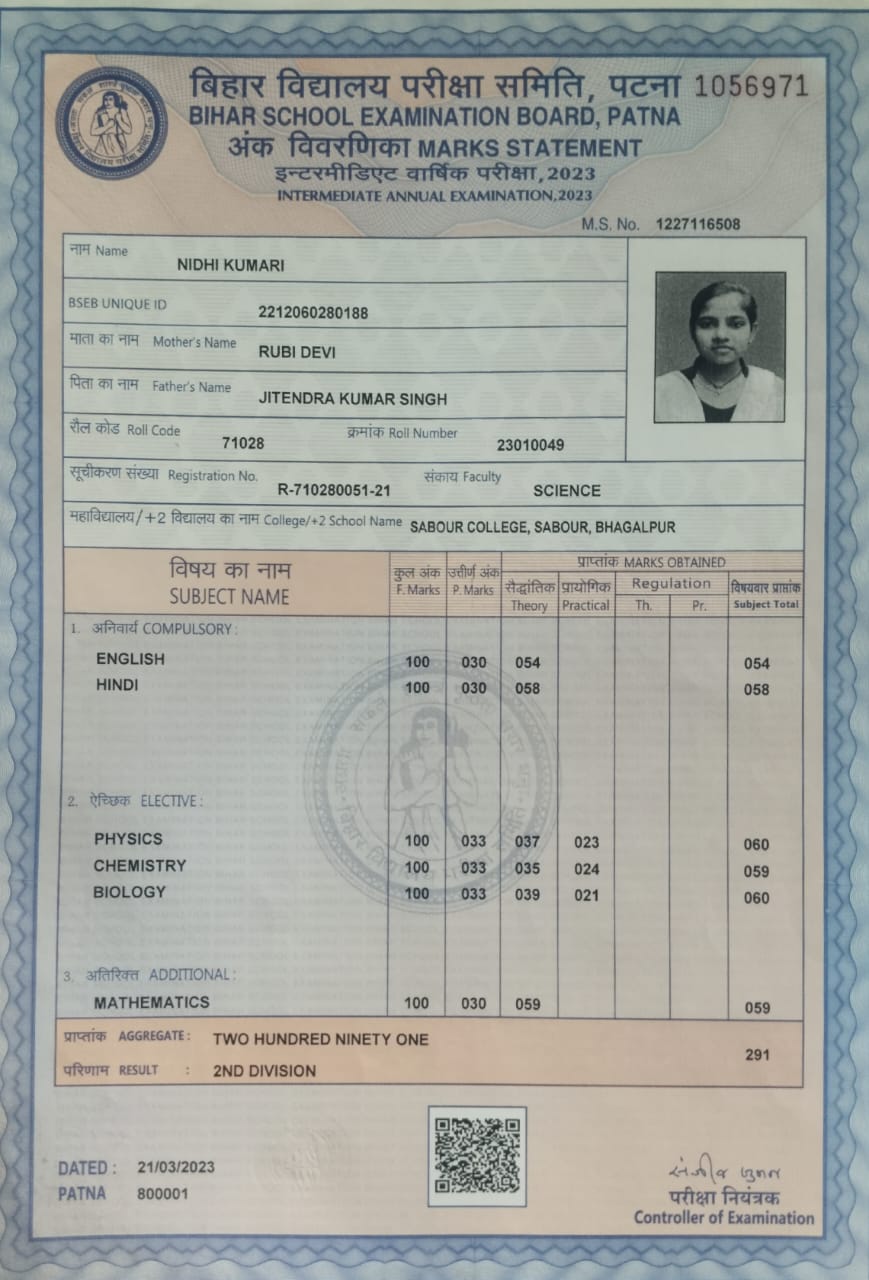 बिहार विद्यालय परीक्षा समिति, पटना 1056971
BIHAR SCHOOL EXAMINATION BOARD, PATNA
अंक विवरणिका MARKS STATEMENT
इन्टरमीडिएट वार्षिक परीक्षा,2023
INTERMEDIATE ANNUAL EXAMINATION,2023
M.S. No. 1227116508
नाम Name NIDHI KUMARI
BSEB UNIQUE ID 2212060280188
माता का नाम Mother's Name RUBI DEVI
पिता का नाम Father's Name JITENDRA KUMAR SINGH
रौल कोड Roll Code 71028 क्रमांक Roll Number 23010049
सूचीकरण संख्या Registration No. R-710280051-21 संकाय Faculty SCIENCE
महाविद्यालय/+2 विद्यालय का नाम College/+2 School Name SABOUR COLLEGE, SABOUR, BHAGALPUR
विषय का नाम कुल अंक उत्तीर्ण अंक प्राप्तांक MARKS OBTAINED
SUBJECT NAME F. Marks P. Marks सैद्धांतिक प्रायोगिक Regulation विषयवार प्राप्तांक
Theory Practical Th. Pr. Subject Total
1. अनिवार्य COMPULSORY:
ENGLISH 100 030 054 054
HINDI 100 030 058 058
2. ऐच्छिक ELECTIVE:
PHYSICS 100 033 037 023 060
CHEMISTRY 100 033 035 024 059
BIOLOGY 100 033 039 021 060
3. अतिरिक्त ADDITIONAL:
MATHEMATICS 100 030 059 059
प्राप्तांक AGGREGATE: TWO HUNDRED NINETY ONE 291
परिणाम RESULT : 2ND DIVISION
DATED : 21/03/2023
PATNA 800001
परीक्षा नियंत्रक
Controller of Examination